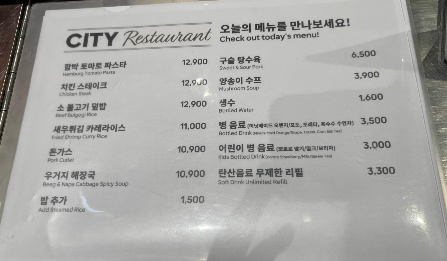 CITY Restaurant
오늘의 메뉴를 만나보세요!
Check out today's menu!
함박 토마토 파스타 12,900
Hamburg Tomato Pasta
치킨 스테이크 12,900
Chicken Steak
소 불고기 덮밥 12,900
Beef Bulgogi Rice
새우튀김 카레라이스 11,000
Fried Shrimp Curry Rice
돈가스 10,900
Pork Cutlet
우거지 해장국 10,900
Beeg & Napa Cabbage Spicy Soup
밥 추가 1,500
Add Steamed Rice
구슬 탕수육 6,500
Sweet & Sour Pork
양송이 수프 3,900
Mushroom Soup
생수 1,600
Bottled Water
병 음료 3,500
Bottled Drink
어린이 병 음료 3,000
Kids Bottled Drink
탄산음료 무제한 리필 3,300
Soft Drink Unlimited Refill